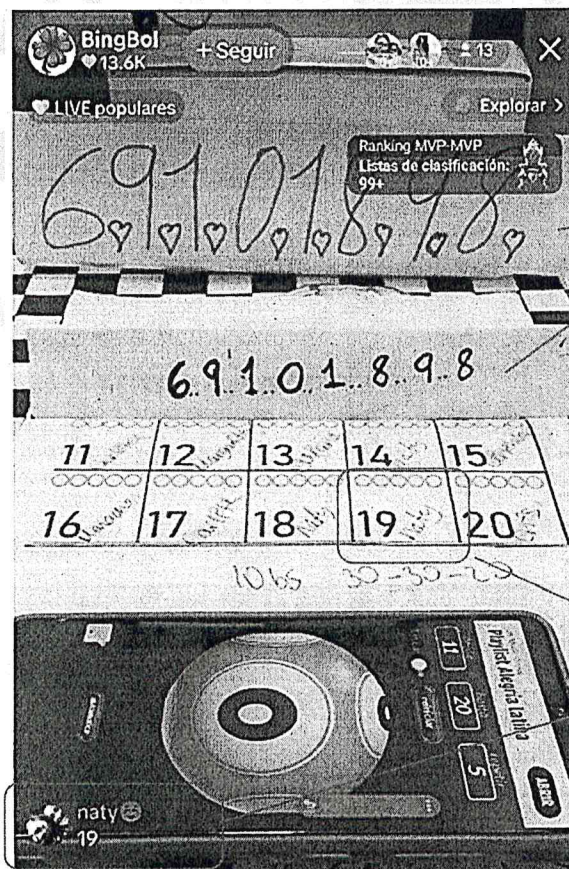 BingBol
13.6K
+ Seguir
13
LIVE populares
Explorar >
Ranking MVP-MVP
Listas de clasificación:
99+
6 9 1 0 1 8 9 8
6..9..1..0..1..8..9..8
11 12 13 14 15
16 17 18 19 20
10 bs 30-30-20
Playlist Alegría Latina
11 20 5
naty
19